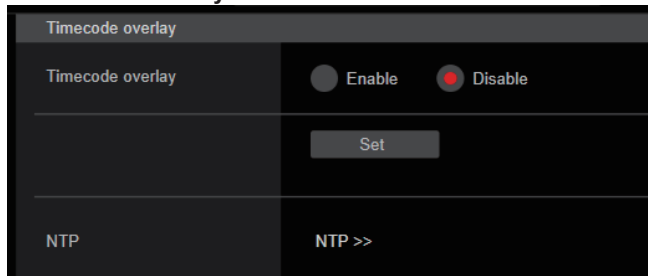 Timecode overlay
Timecode overlay Enable Disable
Set
NTP NTP >>